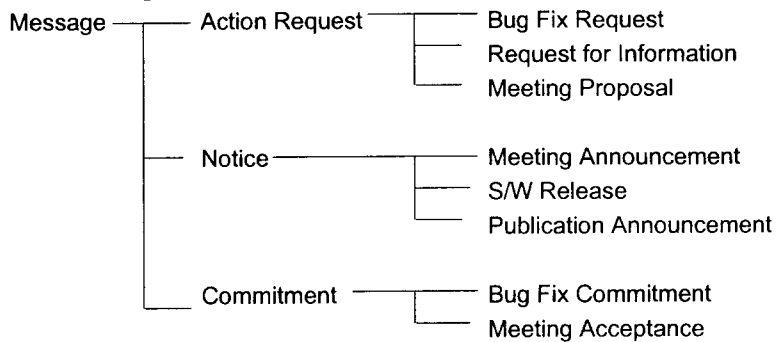 Message Action Request Bug Fix Request
Request for Information
Meeting Proposal
Notice Meeting Announcement
S/W Release
Publication Announcement
Commitment Bug Fix Commitment
Meeting Acceptance